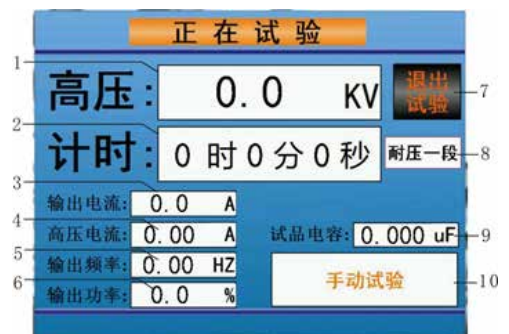 正在试验
1
高压: 0.0 KV
退出
试验
7
2
计时: 0时0分0秒
耐压一段
8
3
输出电流: 0.0 A
4
高压电流: 0.00 A
试品电容: 0.000 uF
9
5
输出频率: 0.00 HZ
6
输出功率: 0.0 %
手动试验
10